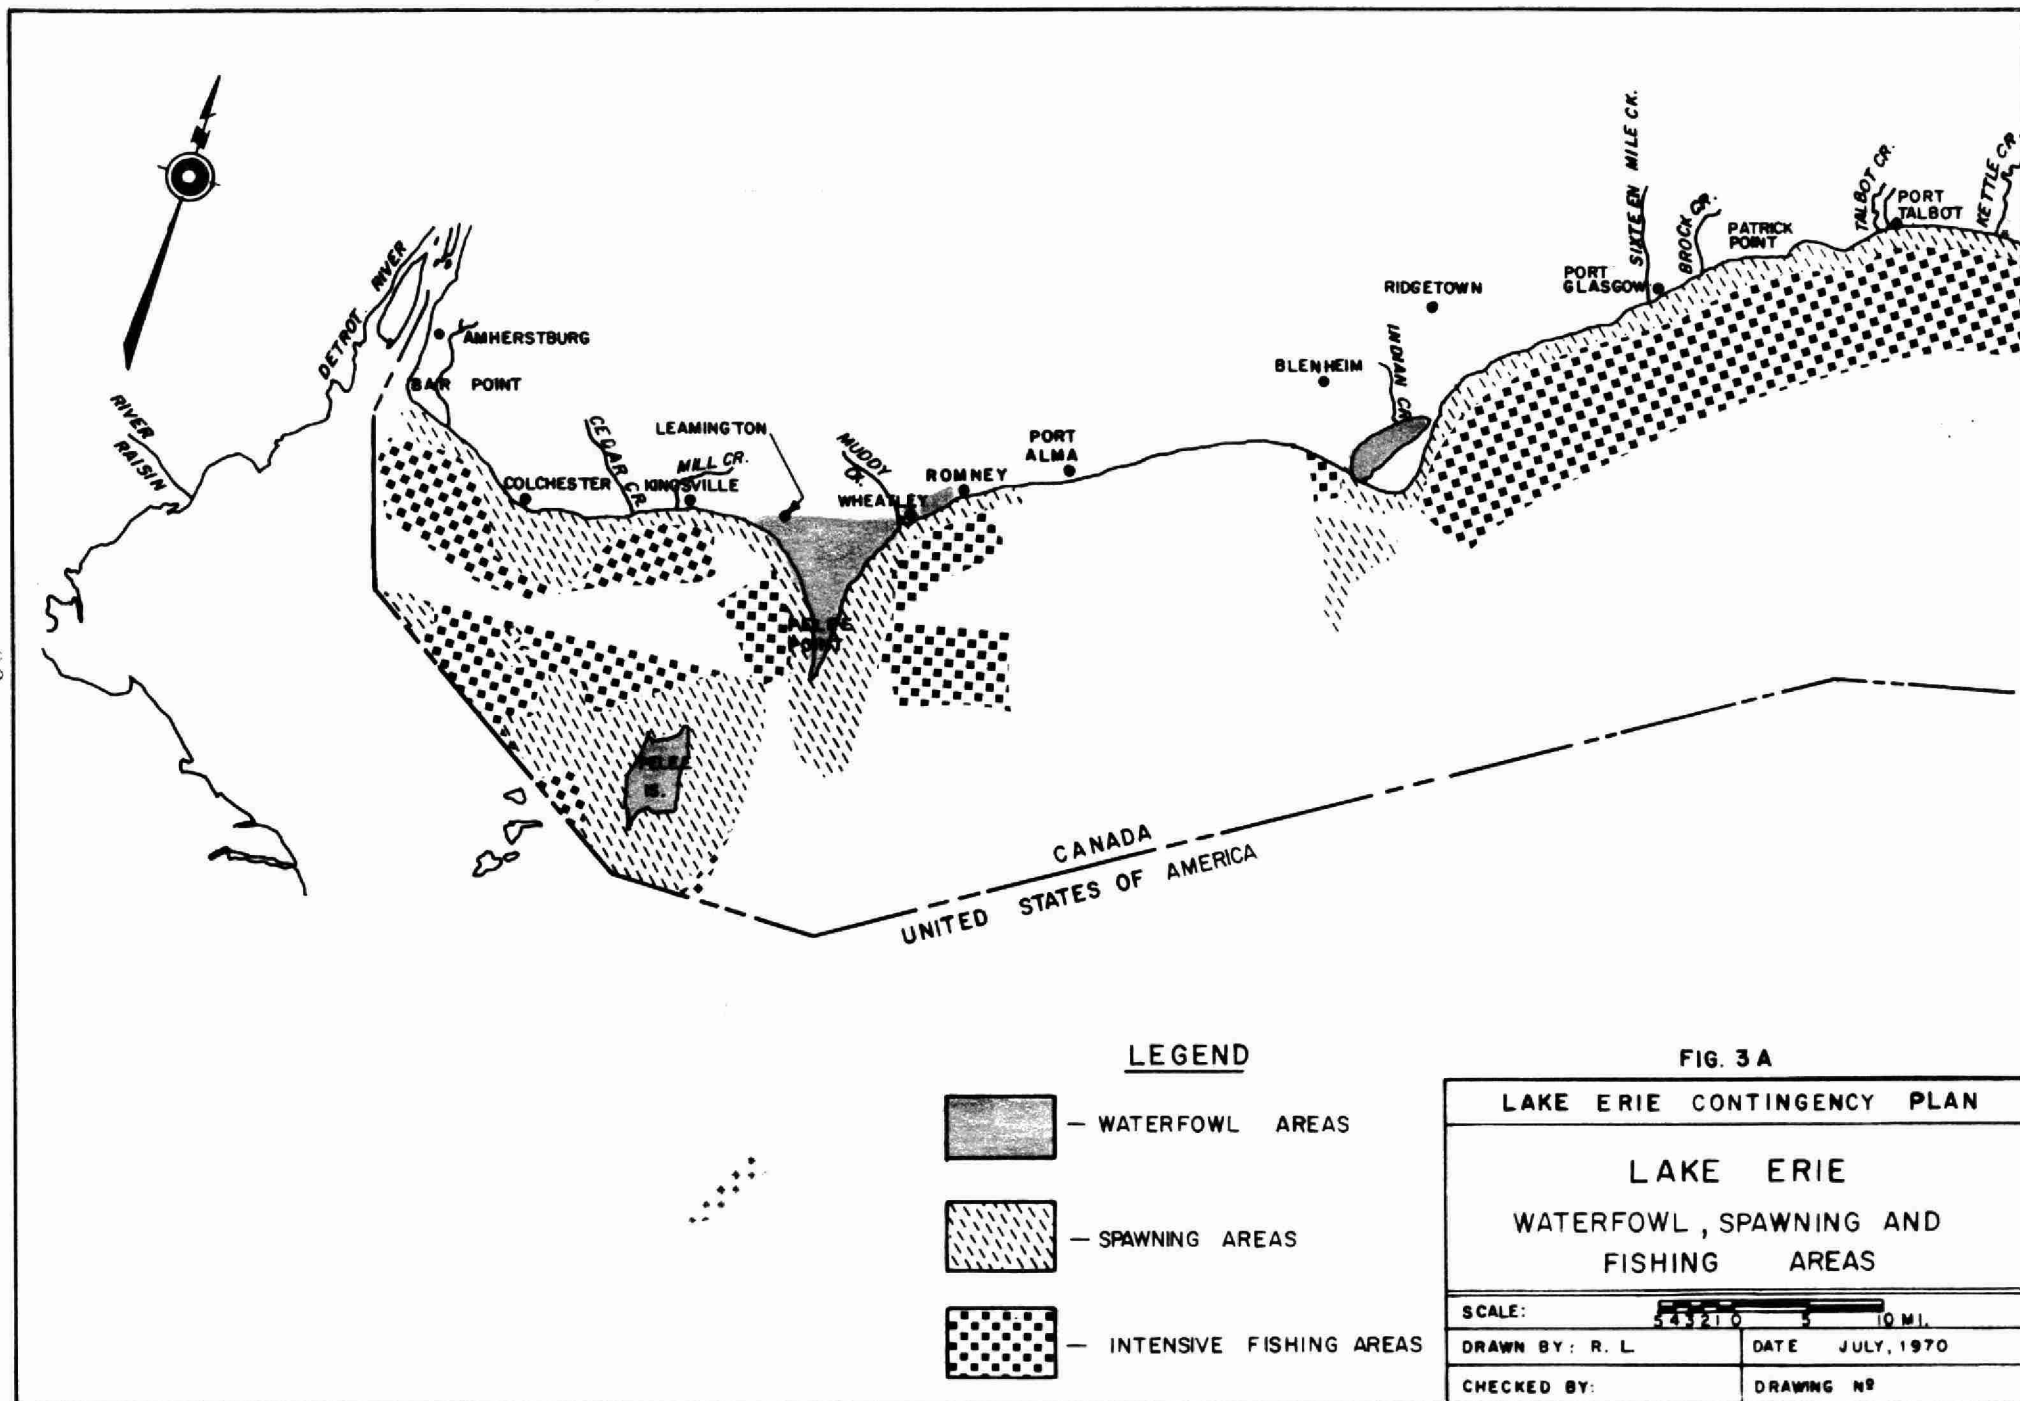 SIXTEEN MILE CK.
BROCK CR.
PATRICK
POINT
TALBOT CR.
PORT
TALBOT
KETTLE CR.
PORT
GLASGOW
RIDGETOWN
INDIAN CR.
BLENHEIM
DETROT RIVER
AMHERSTBURG
BAR POINT
RIVER
RAISIN
CEDAR CR.
LEAMINGTON
MILL CR.
MUDDY
CK.
PORT
ALMA
COLCHESTER
KINGSVILLE
WHEATLEY
ROMNEY
PELEE
POINT
PELEE
IS.
CANADA
UNITED STATES OF AMERICA
LEGEND
— WATERFOWL AREAS
— SPAWNING AREAS
— INTENSIVE FISHING AREAS
FIG. 3 A
LAKE ERIE CONTINGENCY PLAN
LAKE ERIE
WATERFOWL, SPAWNING AND
FISHING AREAS
SCALE:
5 4 3 2 1 0 5 10 MI.
DRAWN BY: R. L.
DATE JULY, 1970
CHECKED BY:
DRAWING Nº